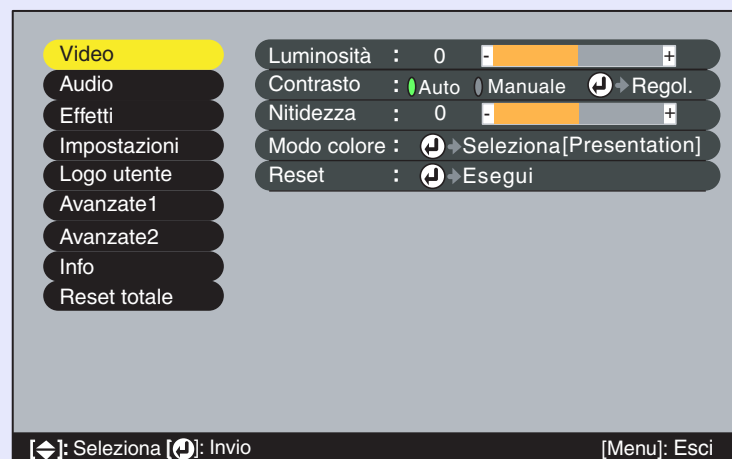 Video
Audio
Effetti
Impostazioni
Logo utente
Avanzate1
Avanzate2
Info
Reset totale
Luminosità : 0 - +
Contrasto : Auto Manuale Regol.
Nitidezza : 0 - +
Modo colore : Seleziona[Presentation]
Reset : Esegui
[]: Seleziona []: Invio [Menu]: Esci